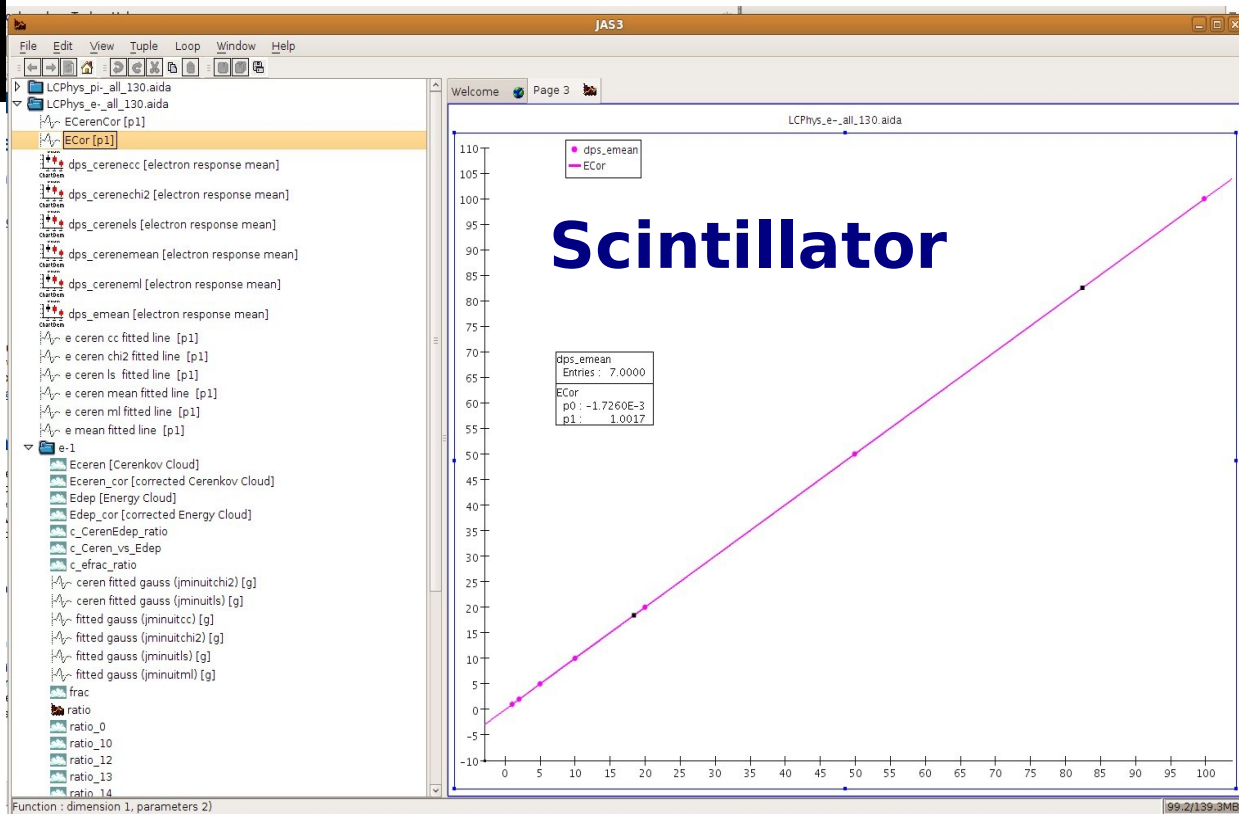 JAS3
File Edit View Tuple Loop Window Help
LCPhys_pi-_all_130.aida
LCPhys_e-_all_130.aida
ECerenCor [p1]
ECor [p1]
dps_cerenecc [electron response mean]
dps_cerenechi2 [electron response mean]
dps_cerenels [electron response mean]
dps_cerenemean [electron response mean]
dps_cereneml [electron response mean]
dps_emean [electron response mean]
e ceren cc fitted line [p1]
e ceren chi2 fitted line [p1]
e ceren ls fitted line [p1]
e ceren mean fitted line [p1]
e ceren ml fitted line [p1]
e mean fitted line [p1]
e-1
Eceren [Cerenkov Cloud]
Eceren_cor [corrected Cerenkov Cloud]
Edep [Energy Cloud]
Edep_cor [corrected Energy Cloud]
c_CerenEdep_ratio
c_Ceren_vs_Edep
c_efrac_ratio
ceren fitted gauss (jminuitchi2) [g]
ceren fitted gauss (jminuitls) [g]
fitted gauss (jminuitcc) [g]
fitted gauss (jminuitchi2) [g]
fitted gauss (jminuitls) [g]
fitted gauss (jminuitml) [g]
frac
ratio
ratio_0
ratio_10
ratio_12
ratio_13
ratio_14
Welcome Page 3
LCPhys_e-_all_130.aida
dps_emean
ECor
Scintillator
dps_emean
Entries : 7.0000
ECor
p0 : -1.7260E-3
p1 : 1.0017
110
105
100
95
90
85
80
75
70
65
60
55
50
45
40
35
30
25
20
15
10
5
0
-5
-10
0 5 10 15 20 25 30 35 40 45 50 55 60 65 70 75 80 85 90 95 100
Function : dimension 1, parameters 2)
99.2/139.3MB